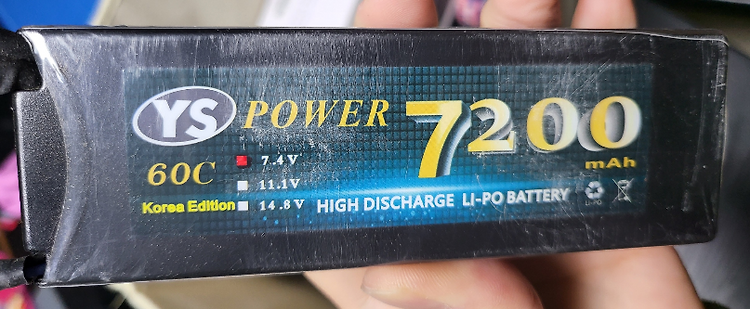 YS POWER 7200
mAh
60C
7.4V
11.1V
Korea Edition 14.8V
HIGH DISCHARGE LI-PO BATTERY